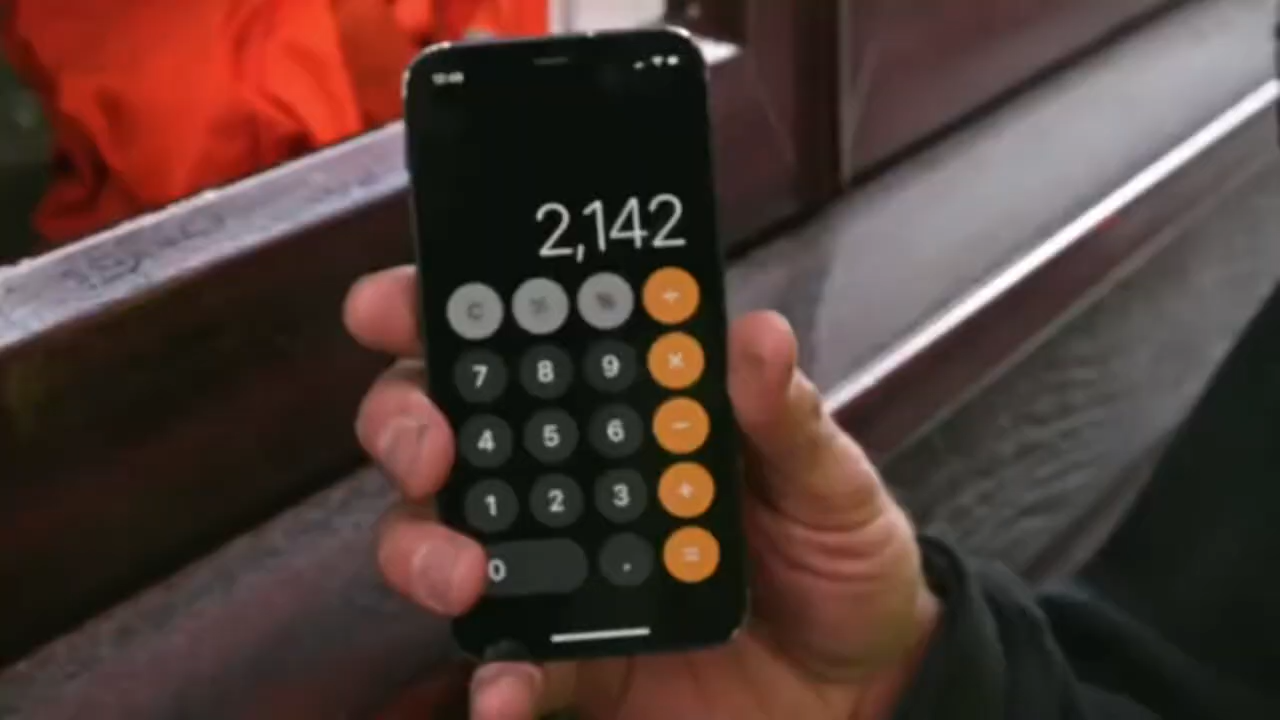 2,142
C % ÷
7 8 9 ×
4 5 6 −
1 2 3 +
0 . =